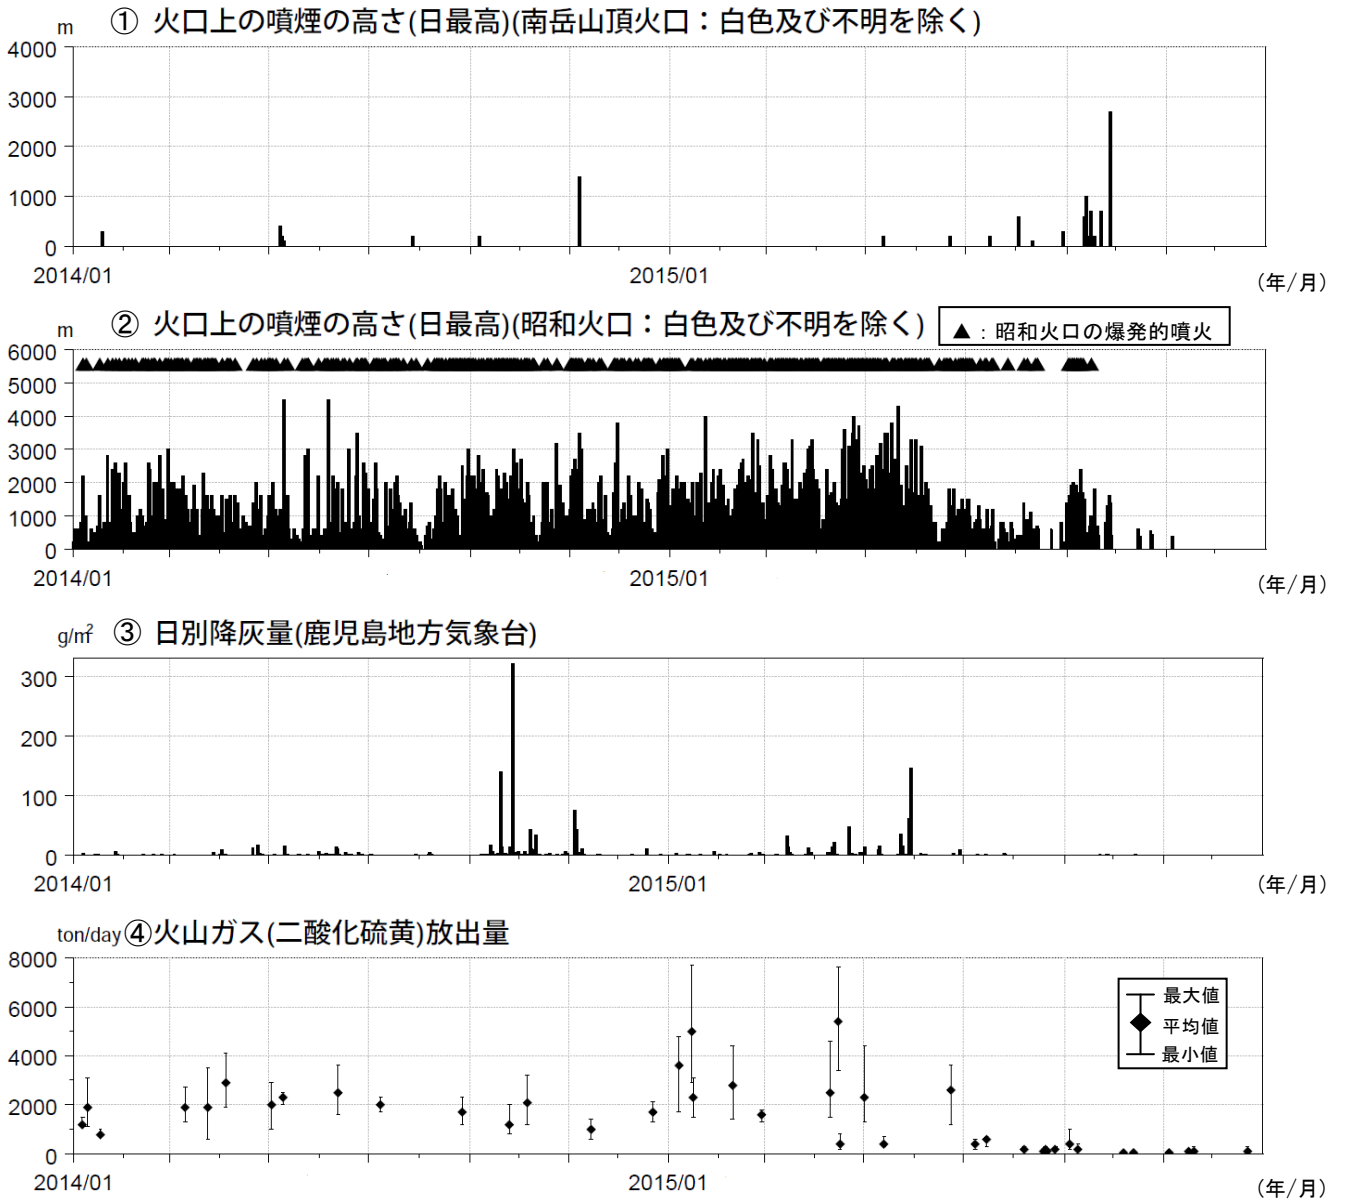 m ① 火口上の噴煙の高さ(日最高)(南岳山頂火口：白色及び不明を除く)
4000
3000
2000
1000
0
2014/01 2015/01 (年/月)
m ② 火口上の噴煙の高さ(日最高)(昭和火口：白色及び不明を除く) ▲：昭和火口の爆発的噴火
6000
5000
4000
3000
2000
1000
0
2014/01 2015/01 (年/月)
g/㎡ ③ 日別降灰量(鹿児島地方気象台)
300
200
100
0
2014/01 2015/01 (年/月)
ton/day ④火山ガス(二酸化硫黄)放出量
8000
6000
4000
2000
0
最大値
平均値
最小値
2014/01 2015/01 (年/月)